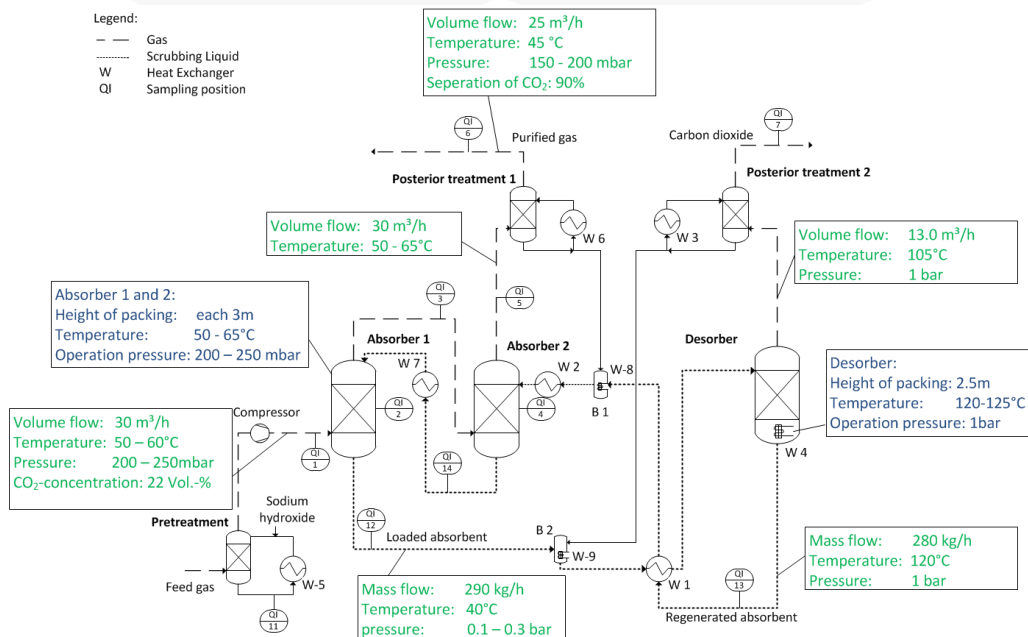 Legend:
Gas
Scrubbing Liquid
W Heat Exchanger
QI Sampling position
Volume flow: 25 m³/h
Temperature: 45 °C
Pressure: 150 - 200 mbar
Seperation of CO₂: 90%
QI
6
Purified gas
Carbon dioxide
QI
7
Posterior treatment 1
Posterior treatment 2
W 6
W 3
Volume flow: 30 m³/h
Temperature: 50 - 65°C
Volume flow: 13.0 m³/h
Temperature: 105°C
Pressure: 1 bar
Absorber 1 and 2:
Height of packing: each 3m
Temperature: 50 - 65°C
Operation pressure: 200 – 250 mbar
QI
3
QI
5
Absorber 1
Absorber 2
Desorber
W 7
W 2
W-8
B 1
QI
2
QI
4
Desorber:
Height of packing: 2.5m
Temperature: 120-125°C
Operation pressure: 1bar
W 4
Volume flow: 30 m³/h
Temperature: 50 – 60°C
Pressure: 200 – 250mbar
CO₂-concentration: 22 Vol.-%
Compressor
QI
1
QI
14
Pretreatment
Sodium
hydroxide
QI
12
Loaded absorbent
B 2
W-9
Feed gas
W-5
QI
11
Mass flow: 290 kg/h
Temperature: 40°C
pressure: 0.1 – 0.3 bar
W 1
QI
13
Regenerated absorbent
Mass flow: 280 kg/h
Temperature: 120°C
Pressure: 1 bar